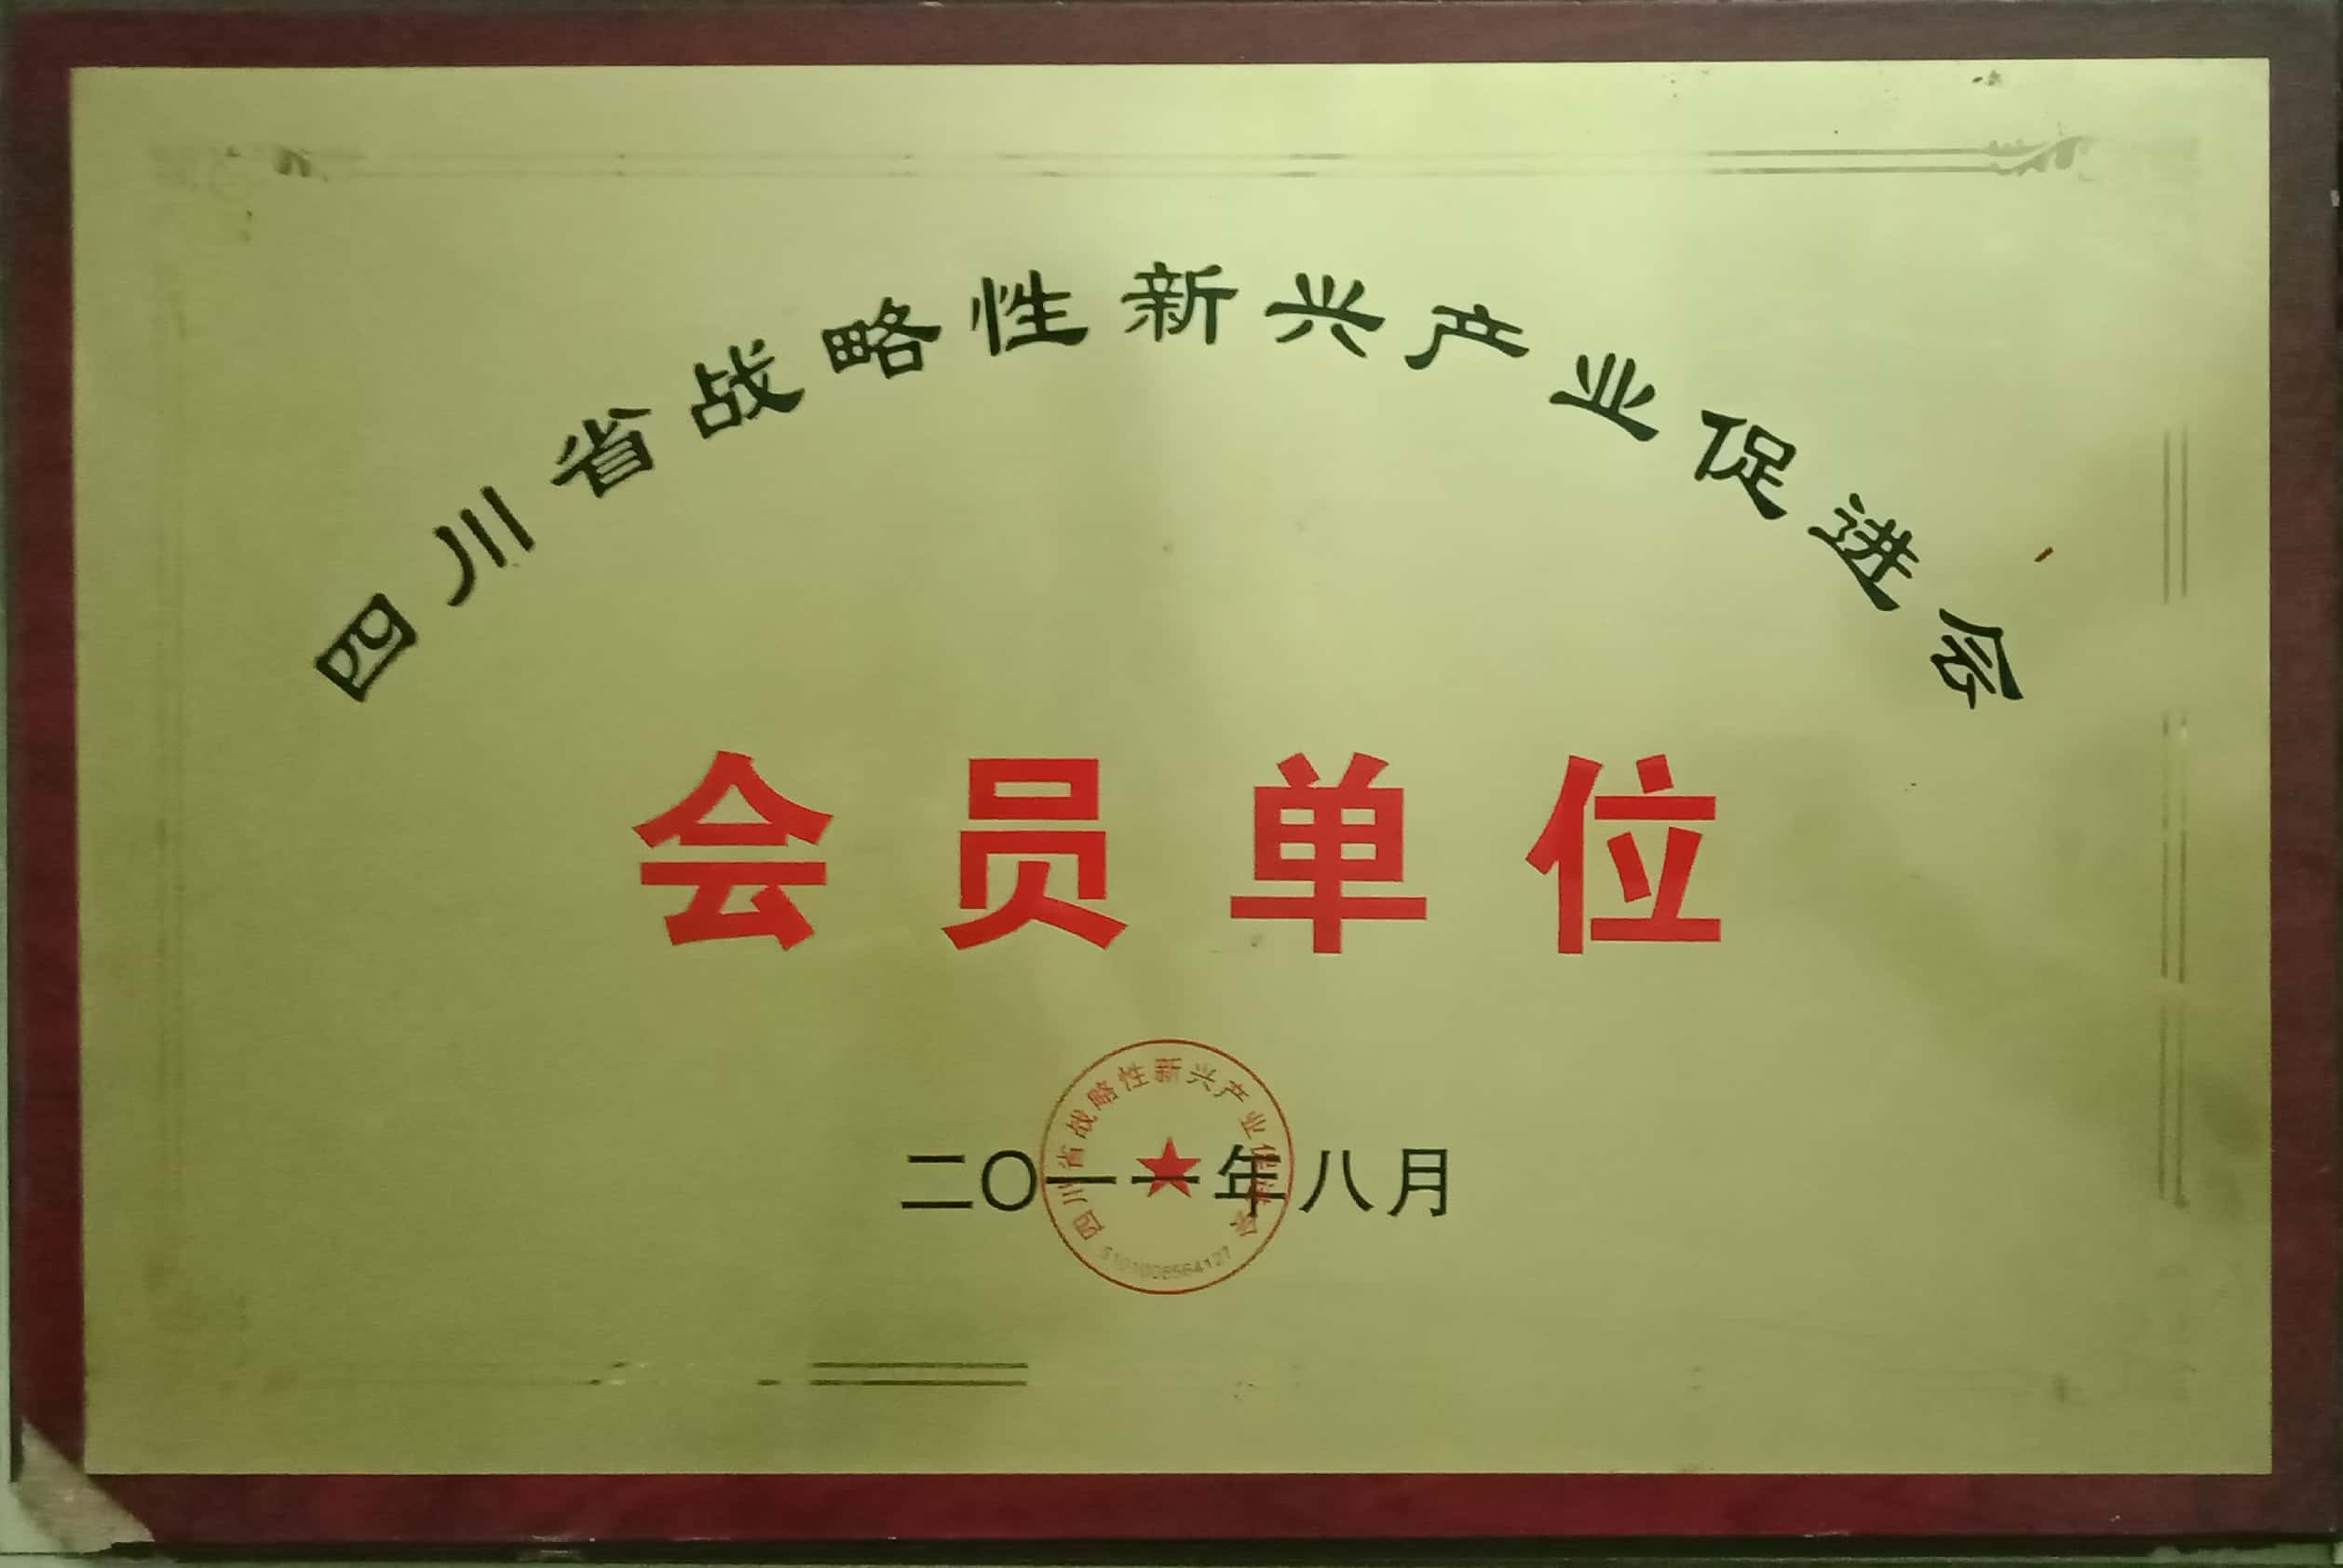 四川省战略性新兴产业促进会
会员单位
二〇一一年八月
四川省战略性新兴产业促进会